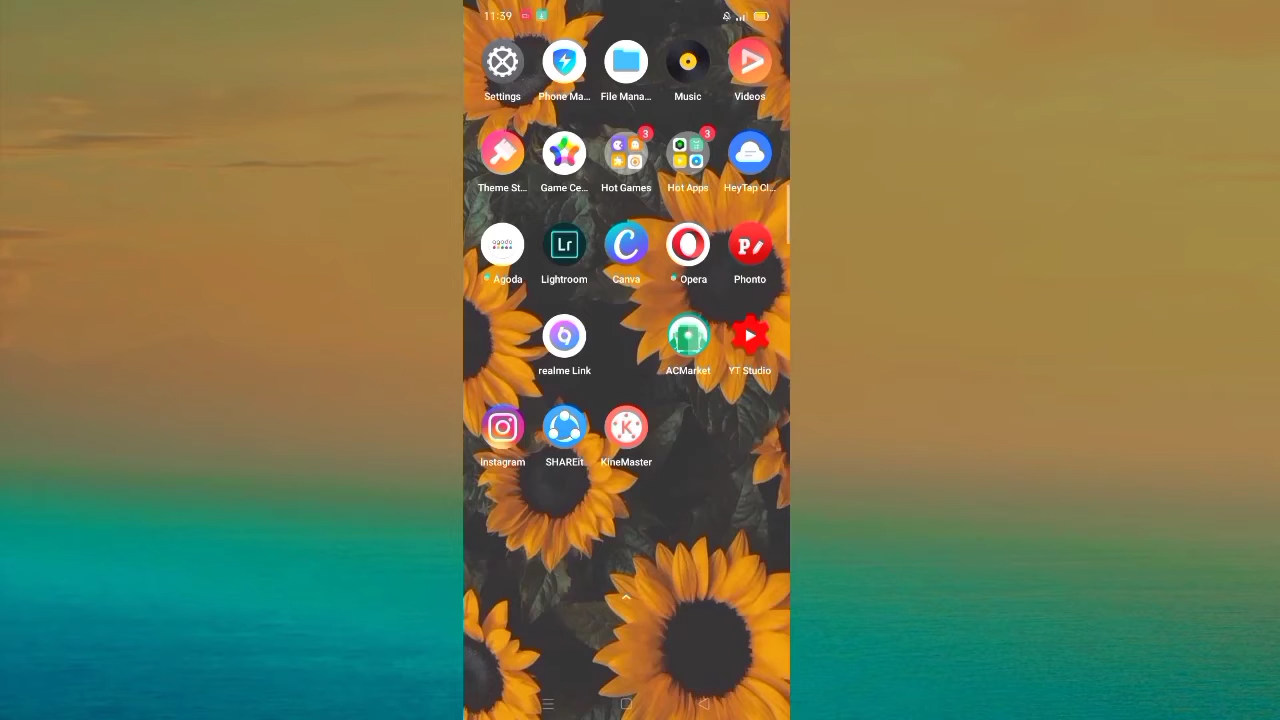 11:39
Settings Phone Ma... File Mana... Music Videos
3 3
Theme St... Game Ce... Hot Games Hot Apps HeyTap Cl...
agoda Lr C P
Agoda Lightroom Canva Opera Phonto
realme Link ACMarket YT Studio
K
Instagram SHAREit KineMaster